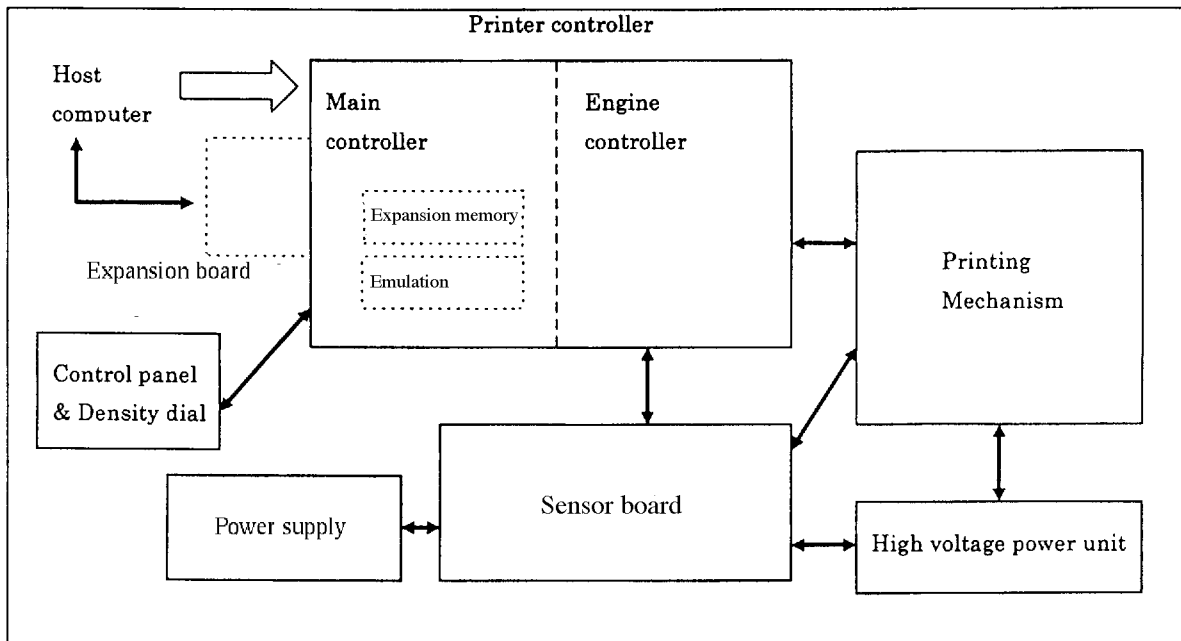 Printer controller
Host
computer
Main
controller
Engine
controller
Expansion memory
Emulation
Expansion board
Printing
Mechanism
Control panel
& Density dial
Sensor board
Power supply
High voltage power unit